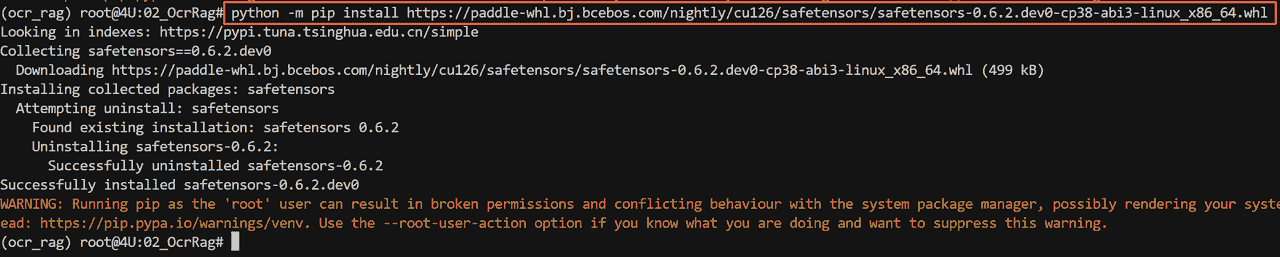 (ocr_rag) root@4U:02_OcrRag# python -m pip install https://paddle-whl.bj.bcebos.com/nightly/cu126/safetensors/safetensors-0.6.2.dev0-cp38-abi3-linux_x86_64.whl
Looking in indexes: https://pypi.tuna.tsinghua.edu.cn/simple
Collecting safetensors==0.6.2.dev0
  Downloading https://paddle-whl.bj.bcebos.com/nightly/cu126/safetensors/safetensors-0.6.2.dev0-cp38-abi3-linux_x86_64.whl (499 kB)
Installing collected packages: safetensors
  Attempting uninstall: safetensors
    Found existing installation: safetensors 0.6.2
    Uninstalling safetensors-0.6.2:
      Successfully uninstalled safetensors-0.6.2
Successfully installed safetensors-0.6.2.dev0
WARNING: Running pip as the 'root' user can result in broken permissions and conflicting behaviour with the system package manager, possibly rendering your syste
ead: https://pip.pypa.io/warnings/venv. Use the --root-user-action option if you know what you are doing and want to suppress this warning.
(ocr_rag) root@4U:02_OcrRag#